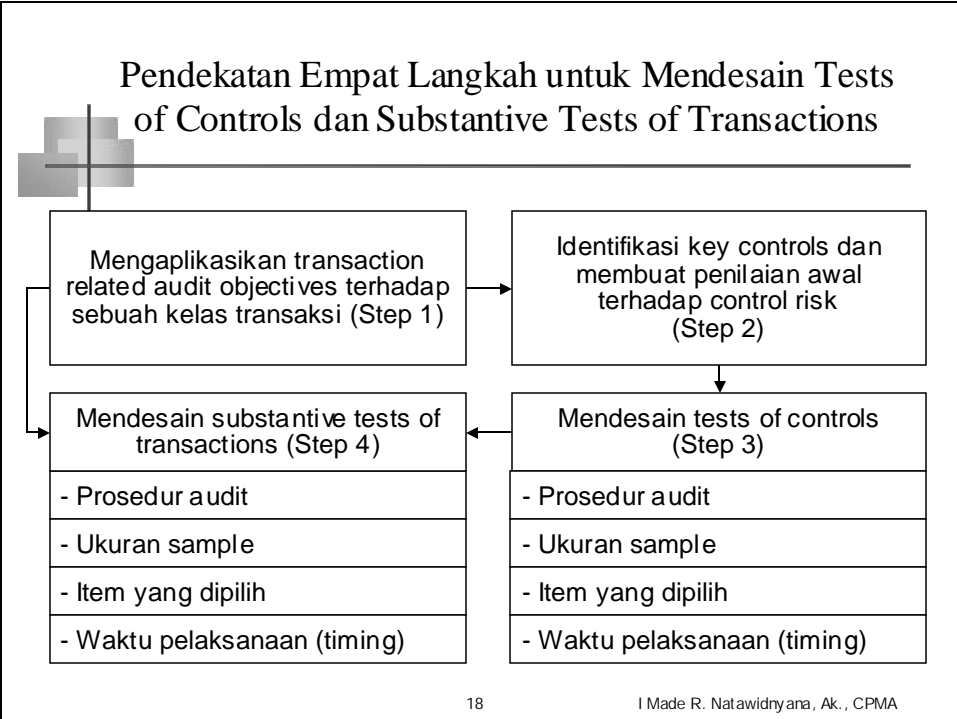 Pendekatan Empat Langkah untuk Mendesain Tests
of Controls dan Substantive Tests of Transactions
Mengaplikasikan transaction
related audit objectives terhadap
sebuah kelas transaksi (Step 1)
Identifikasi key controls dan
membuat penilaian awal
terhadap control risk
(Step 2)
Mendesain substantive tests of
transactions (Step 4)
- Prosedur audit
- Ukuran sample
- Item yang dipilih
- Waktu pelaksanaan (timing)
Mendesain tests of controls
(Step 3)
- Prosedur audit
- Ukuran sample
- Item yang dipilih
- Waktu pelaksanaan (timing)
18
I Made R. Natawidnyana, Ak., CPMA